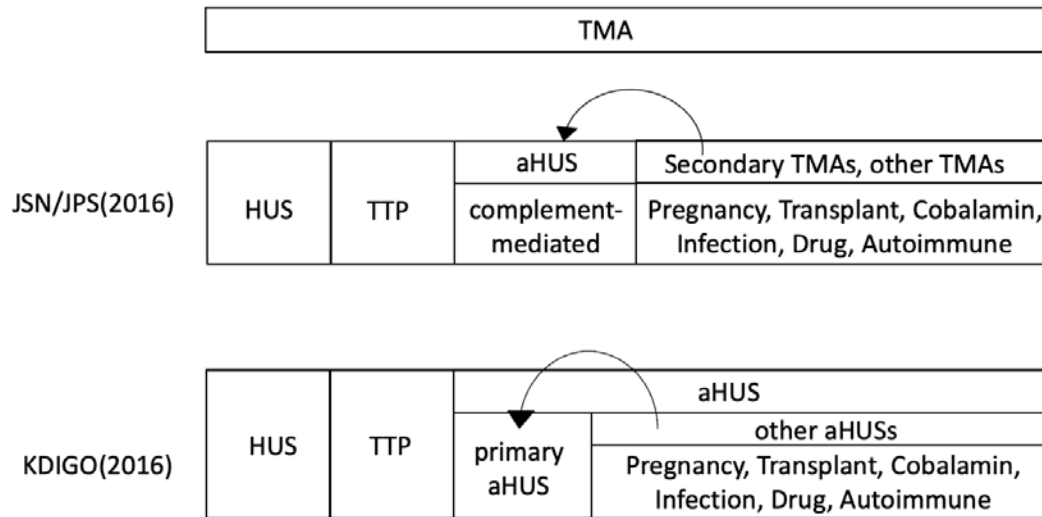 TMA
JSN/JPS(2016)
HUS
TTP
aHUS
complement-
mediated
Secondary TMAs, other TMAs
Pregnancy, Transplant, Cobalamin,
Infection, Drug, Autoimmune
KDIGO(2016)
HUS
TTP
aHUS
primary
aHUS
other aHUSs
Pregnancy, Transplant, Cobalamin,
Infection, Drug, Autoimmune